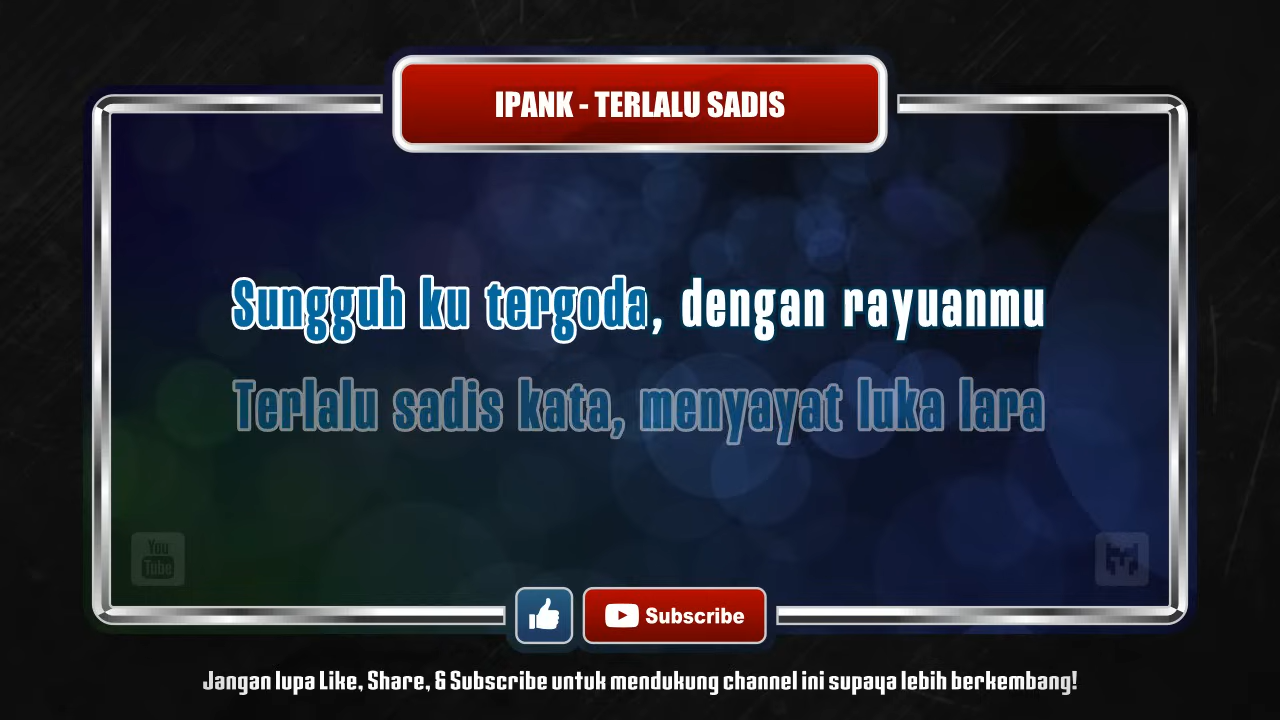 IPANK - TERLALU SADIS
Sungguh ku tergoda, dengan rayuanmu
Terlalu sadis kata, menyayat luka lara
You
Tube
Subscribe
Jangan lupa Like, Share, & Subscribe untuk mendukung channel ini supaya lebih berkembang!